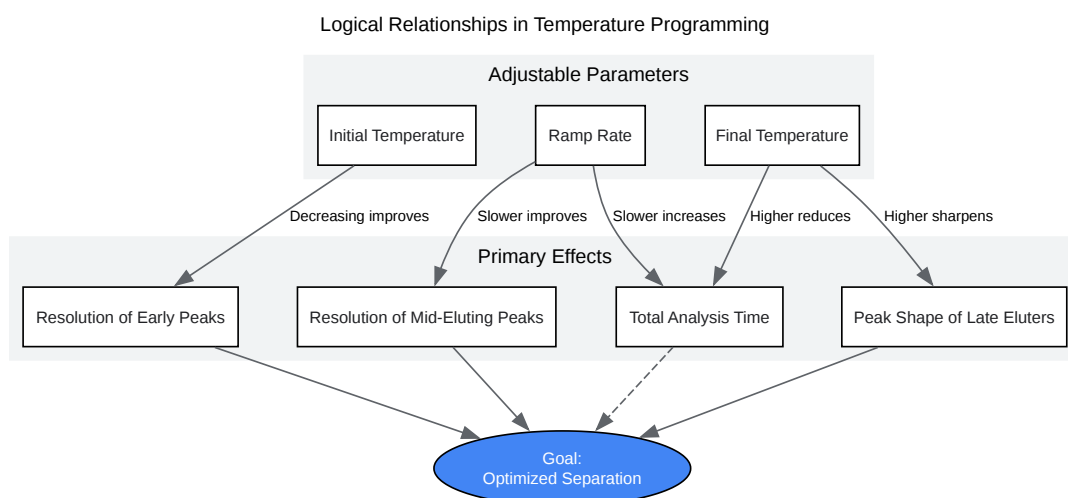 Logical Relationships in Temperature Programming
Adjustable Parameters
Initial Temperature
Ramp Rate
Final Temperature
Decreasing improves
Slower improves
Slower increases
Higher reduces
Higher sharpens
Primary Effects
Resolution of Early Peaks
Resolution of Mid-Eluting Peaks
Total Analysis Time
Peak Shape of Late Eluters
Goal:
Optimized Separation